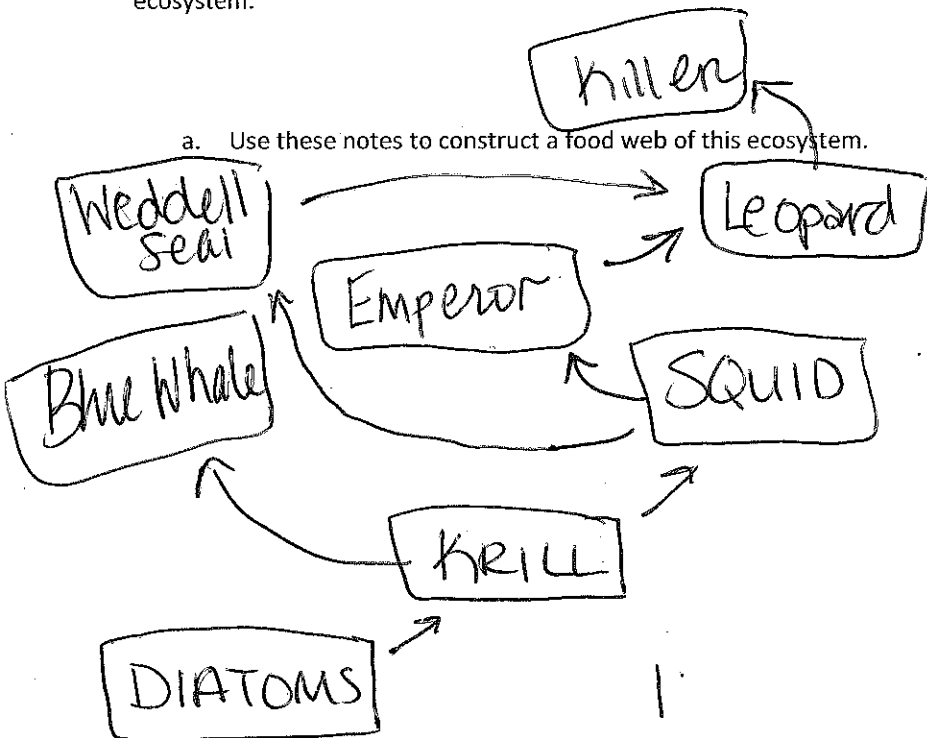 ecosystem.
Killer
a. Use these notes to construct a food web of this ecosystem.
Weddell
Seal
Leopard
Emperor
Blue Whale
SQUID
KRILL
DIATOMS